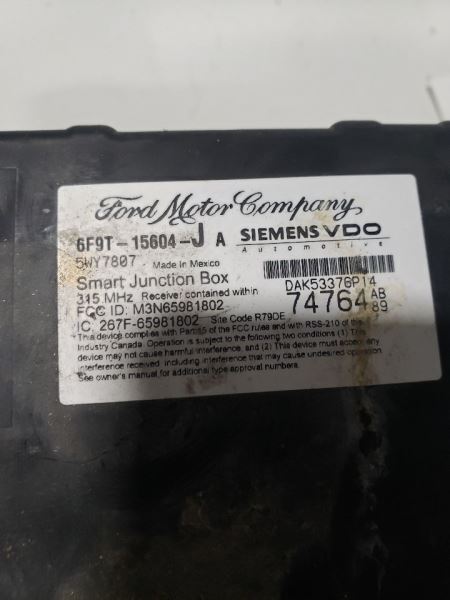 Ford Motor Company
6F9T-15604-J A SIEMENS VDO
5WY7807 Made in Mexico Automotive
Smart Junction Box DAK53376P14
315 MHz Receiver contained within 74764 AB
FCC ID: M3N65981802 89
IC: 267F-65981802 Site Code R79DE
This device complies with Part 15 of the FCC rules and with RSS-210 of the
Industry Canada. Operation is subject to the following two conditions (1) This
device may not cause harmful interference, and (2) This device must accept any
interference received including interference that may cause undesired operation.
See owner's manual for additional type approval numbers.